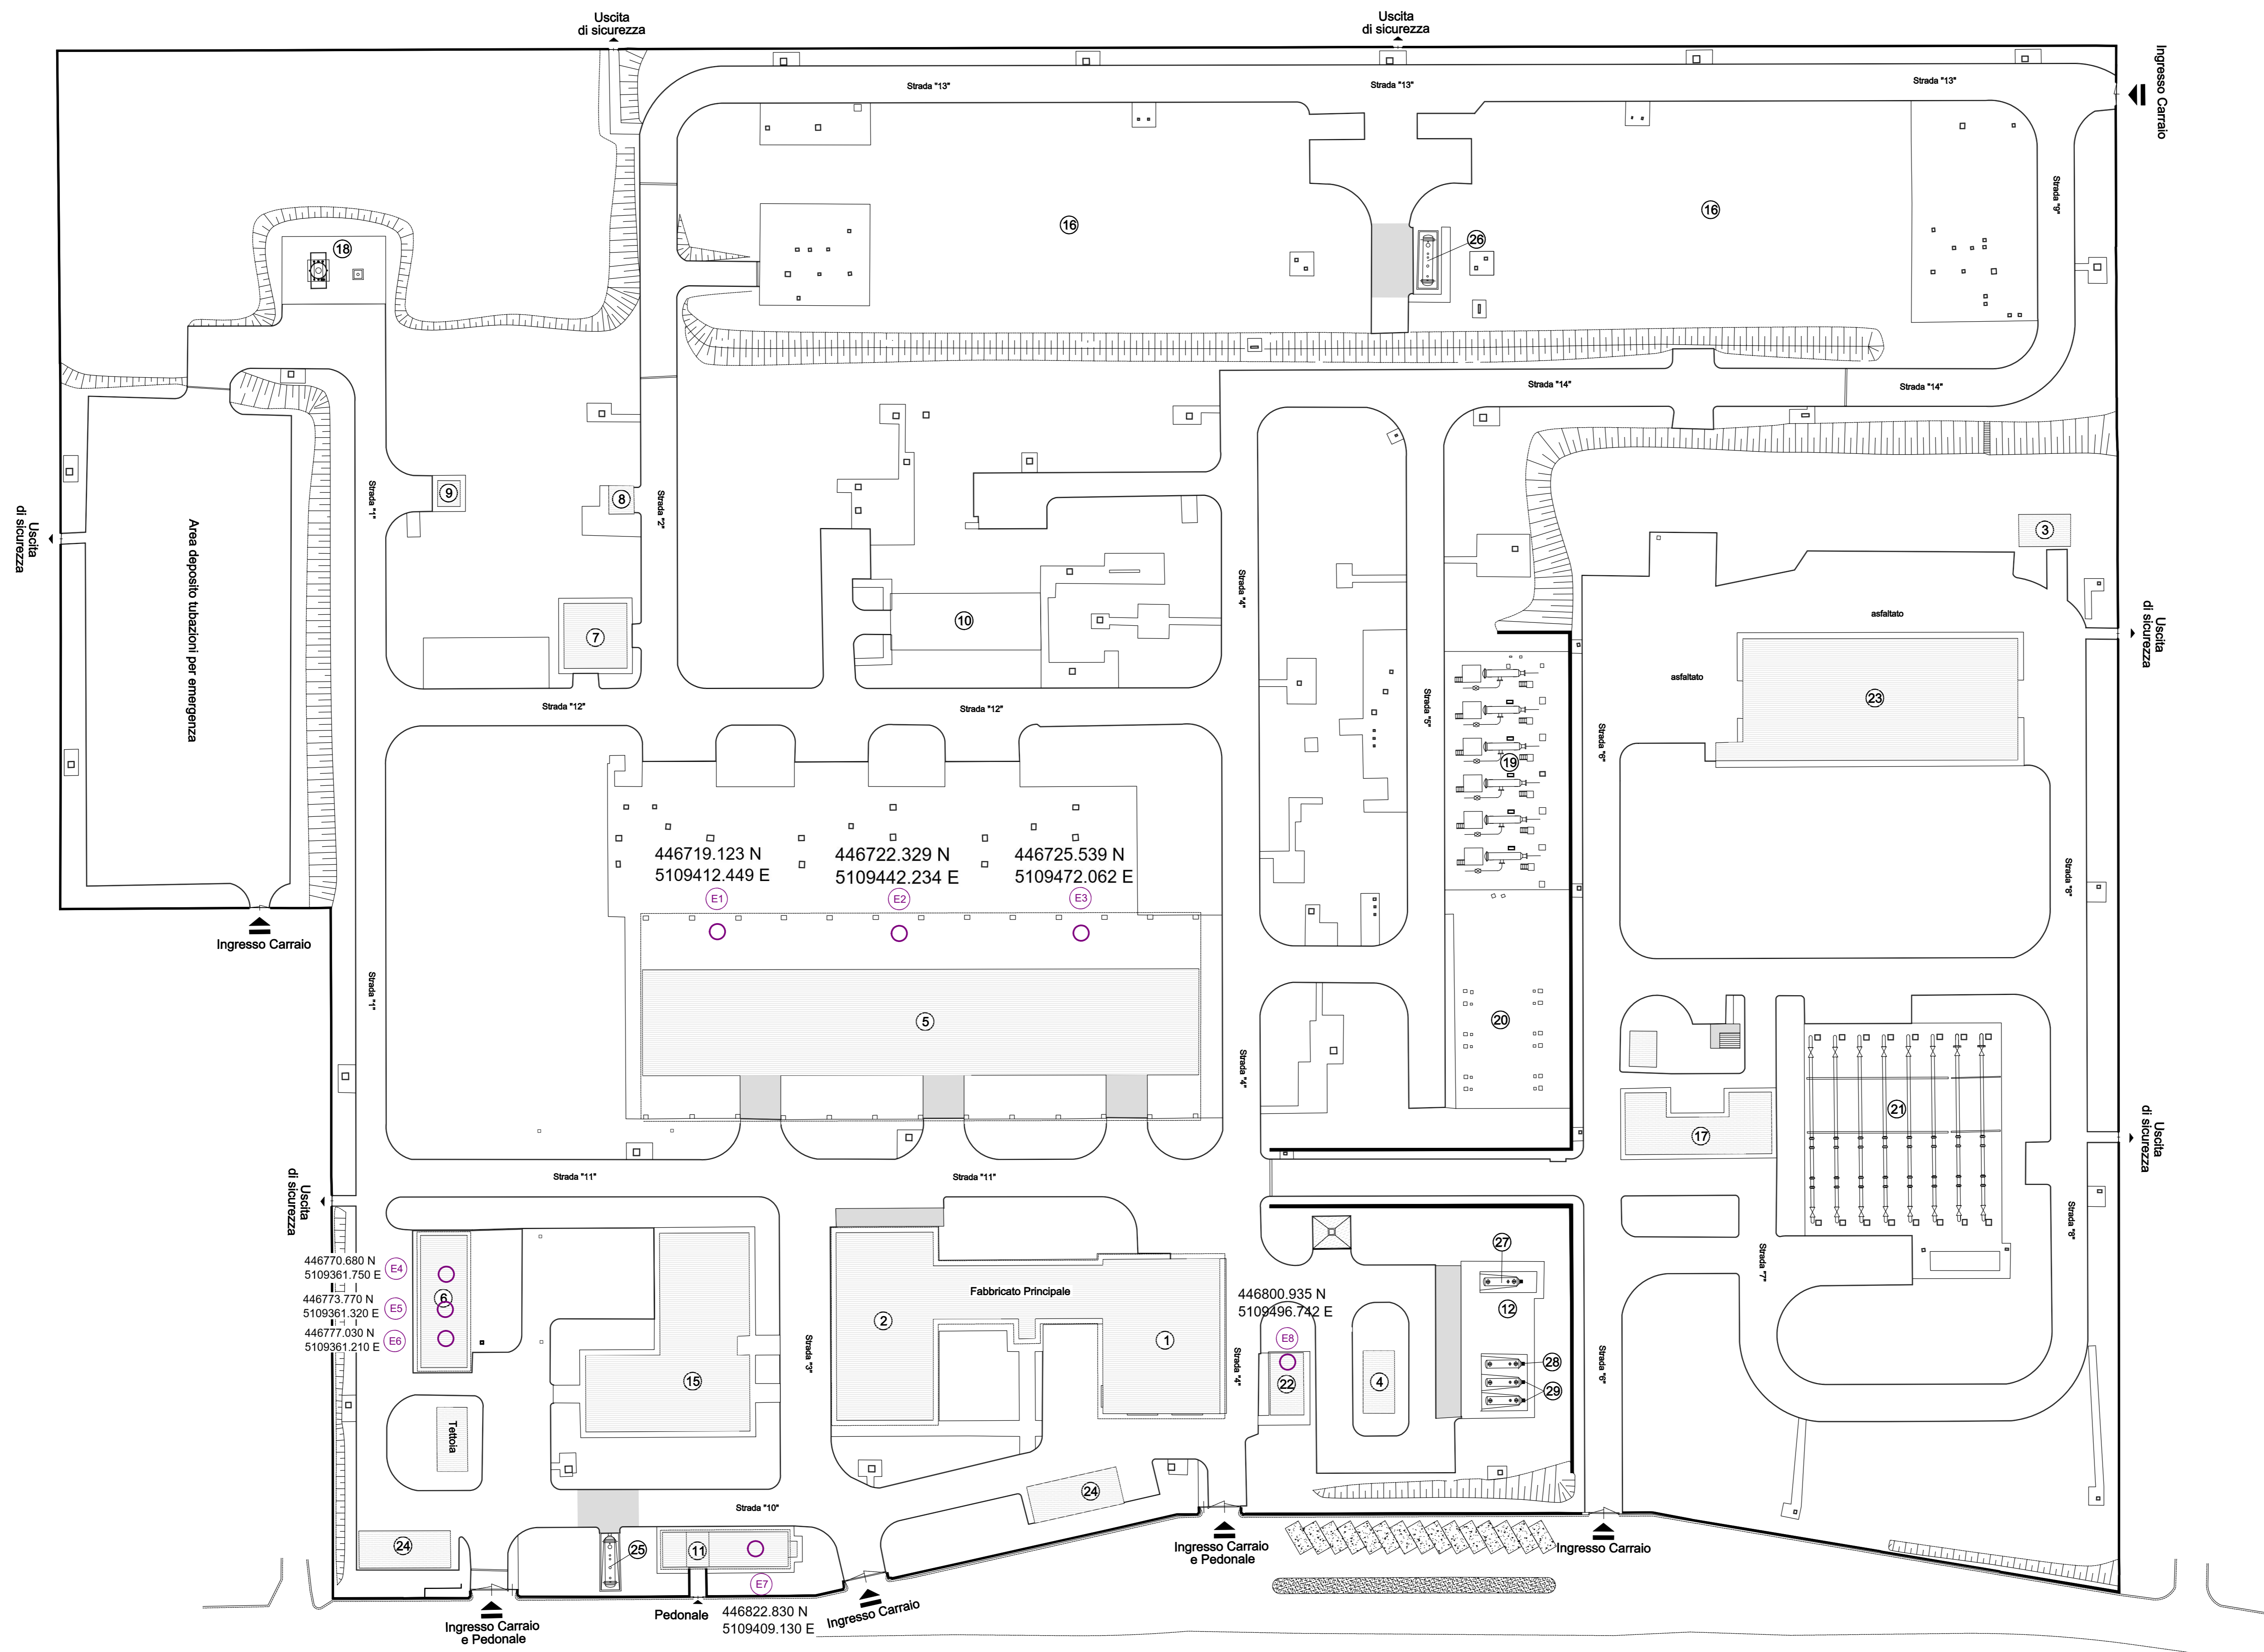 Uscita
di sicurezza
Uscita
di sicurezza
Ingresso Carraio
Strada "13"
Strada "13"
Strada "13"
Strada "9"
16
16
26
18
Strada "14"
Strada "14"
Uscita
di sicurezza
Area deposito tubazioni per emergenza
Strada "1"
9
8
Strada "2"
3
Strada "4"
10
7
asfaltato
Uscita
di sicurezza
asfaltato
23
Strada "12"
Strada "12"
Strada "5"
Strada "6"
19
446719.123 N
5109412.449 E
E1
446722.329 N
5109442.234 E
E2
446725.539 N
5109472.062 E
E3
Strada "8"
Ingresso Carraio
Strada "1"
5
20
Strada "4"
21
17
Uscita
di sicurezza
Uscita
di sicurezza
Strada "11"
Strada "11"
Strada "8"
Strada "7"
446770.680 N
5109361.750 E
E4
446773.770 N
5109361.320 E
E5
446777.030 N
5109361.210 E
E6
6
27
12
Fabbricato Principale
2
1
446800.935 N
5109496.742 E
E8
22
4
28
29
Strada "3"
Strada "4"
Strada "6"
15
Tettoia
24
Strada "10"
24
25
11
E7
Ingresso Carraio
e Pedonale
Ingresso Carraio
Ingresso Carraio
e Pedonale
Pedonale
446822.830 N
5109409.130 E
Ingresso Carraio